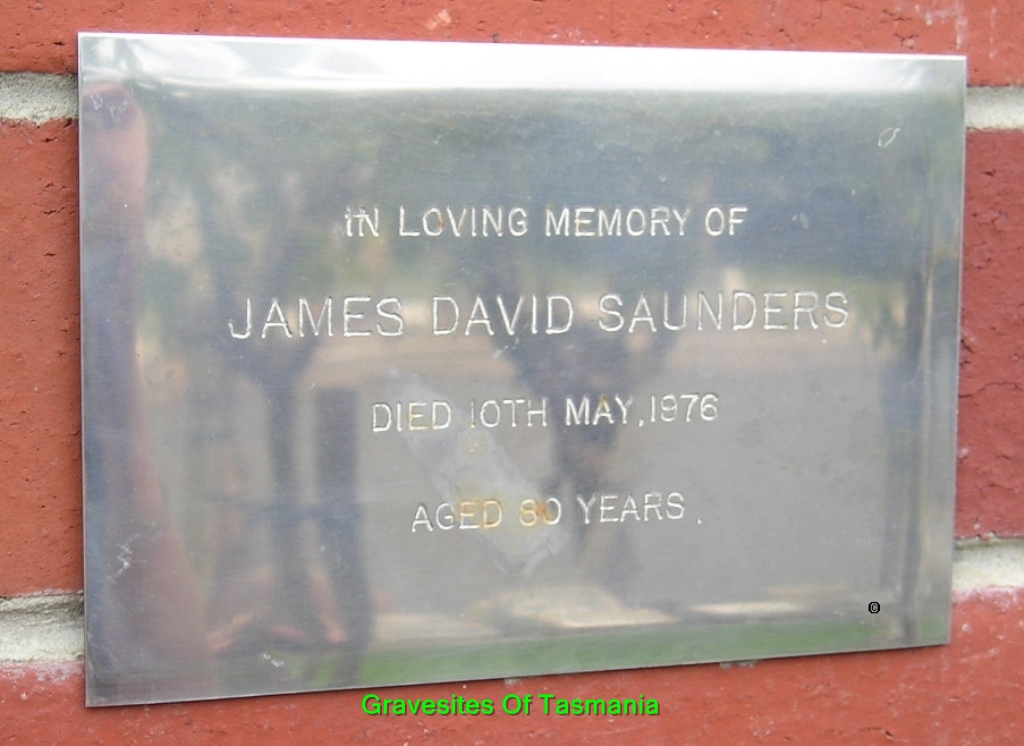 IN LOVING MEMORY OF
JAMES DAVID SAUNDERS
DIED 10TH MAY, 1976
AGED 80 YEARS.
©
Gravesites Of Tasmania